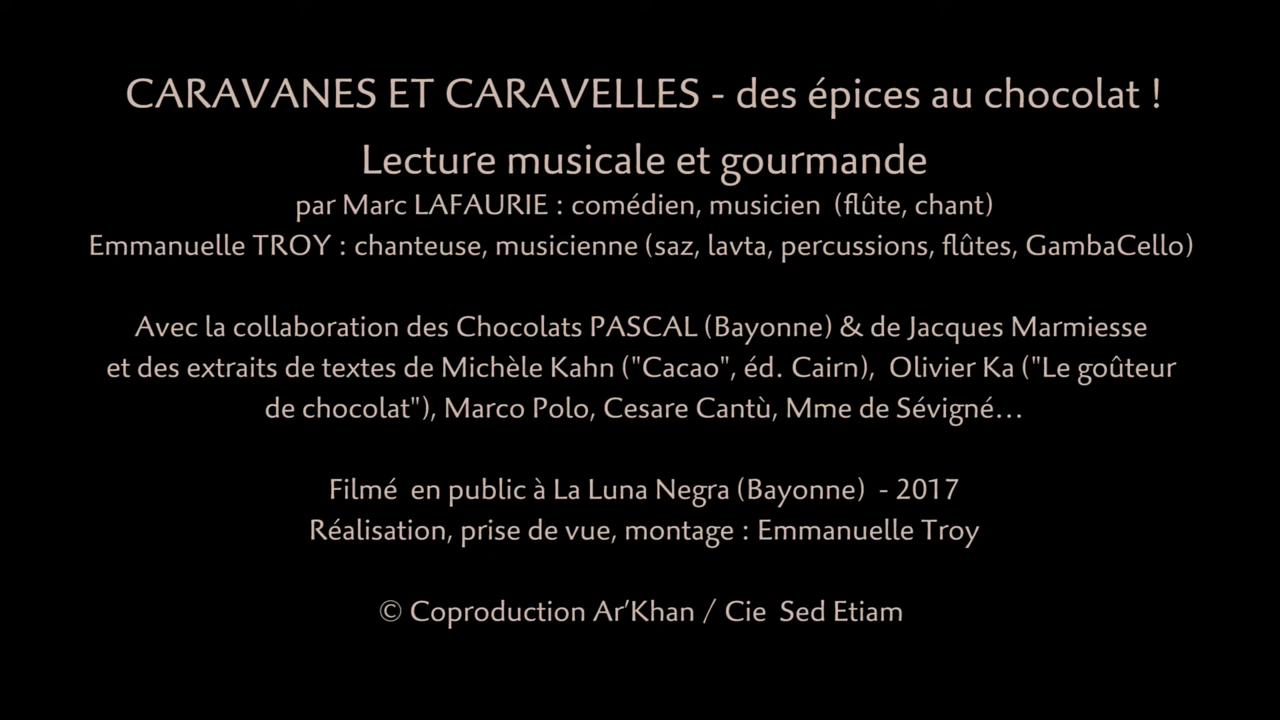 CARAVANES ET CARAVELLES - des épices au chocolat !
Lecture musicale et gourmande
par Marc LAFAURIE : comédien, musicien (flûte, chant)
Emmanuelle TROY : chanteuse, musicienne (saz, lavta, percussions, flûtes, GambaCello)
Avec la collaboration des Chocolats PASCAL (Bayonne) & de Jacques Marmiesse
et des extraits de textes de Michèle Kahn ("Cacao", éd. Cairn), Olivier Ka ("Le goûteur
de chocolat"), Marco Polo, Cesare Cantù, Mme de Sévigné...
Filmé en public à La Luna Negra (Bayonne) - 2017
Réalisation, prise de vue, montage : Emmanuelle Troy
© Coproduction Ar’Khan / Cie Sed Etiam